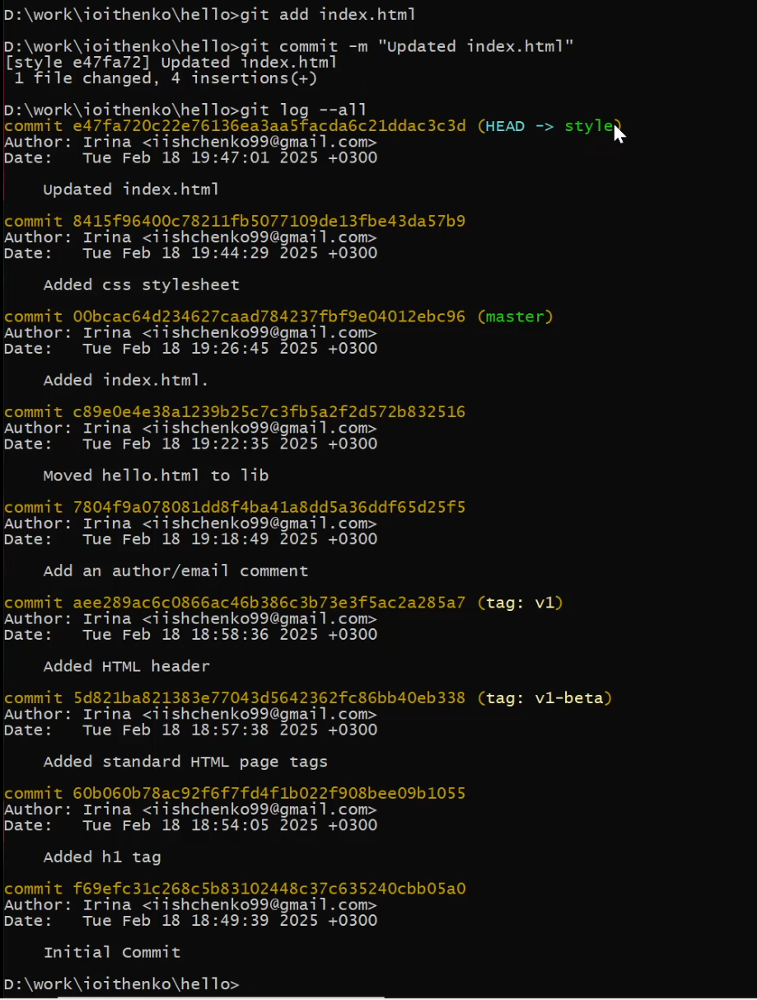 D:\work\ioithenko\hello>git add index.html
D:\work\ioithenko\hello>git commit -m "Updated index.html"
[style e47fa72] Updated index.html
 1 file changed, 4 insertions(+)
D:\work\ioithenko\hello>git log --all
commit e47fa720c22e76136ea3aa5facda6c21ddac3c3d (HEAD -> style)
Author: Irina <iishchenko99@gmail.com>
Date:   Tue Feb 18 19:47:01 2025 +0300
    Updated index.html
commit 8415f96400c78211fb5077109de13fbe43da57b9
Author: Irina <iishchenko99@gmail.com>
Date:   Tue Feb 18 19:44:29 2025 +0300
    Added css stylesheet
commit 00bcac64d234627caad784237fbf9e04012ebc96 (master)
Author: Irina <iishchenko99@gmail.com>
Date:   Tue Feb 18 19:26:45 2025 +0300
    Added index.html.
commit c89e0e4e38a1239b25c7c3fb5a2f2d572b832516
Author: Irina <iishchenko99@gmail.com>
Date:   Tue Feb 18 19:22:35 2025 +0300
    Moved hello.html to lib
commit 7804f9a078081dd8f4ba41a8dd5a36ddf65d25f5
Author: Irina <iishchenko99@gmail.com>
Date:   Tue Feb 18 19:18:49 2025 +0300
    Add an author/email comment
commit aee289ac6c0866ac46b386c3b73e3f5ac2a285a7 (tag: v1)
Author: Irina <iishchenko99@gmail.com>
Date:   Tue Feb 18 18:58:36 2025 +0300
    Added HTML header
commit 5d821ba821383e77043d5642362fc86bb40eb338 (tag: v1-beta)
Author: Irina <iishchenko99@gmail.com>
Date:   Tue Feb 18 18:57:38 2025 +0300
    Added standard HTML page tags
commit 60b060b78ac92f6f7fd4f1b022f908bee09b1055
Author: Irina <iishchenko99@gmail.com>
Date:   Tue Feb 18 18:54:05 2025 +0300
    Added h1 tag
commit f69efc31c268c5b83102448c37c635240cbb05a0
Author: Irina <iishchenko99@gmail.com>
Date:   Tue Feb 18 18:49:39 2025 +0300
    Initial Commit
D:\work\ioithenko\hello>